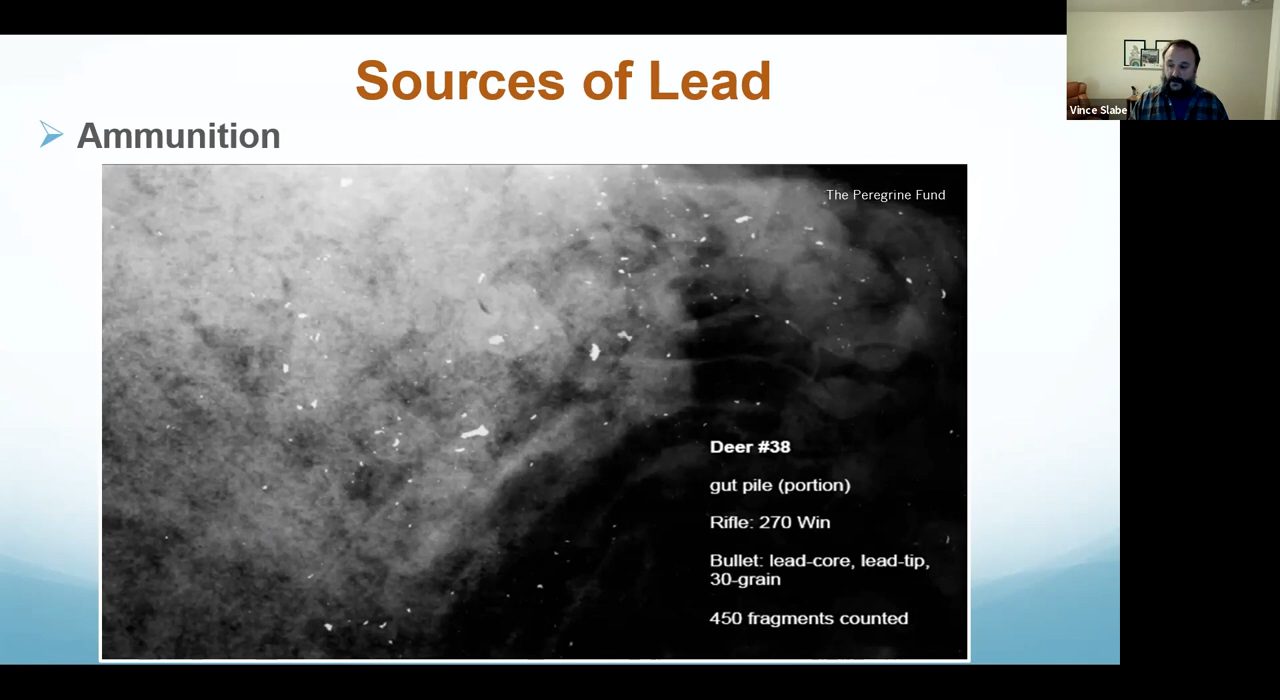 Sources of Lead
Vince Slabe
Ammunition
The Peregrine Fund
Deer #38
gut pile (portion)
Rifle: 270 Win
Bullet: lead-core, lead-tip,
30-grain
450 fragments counted